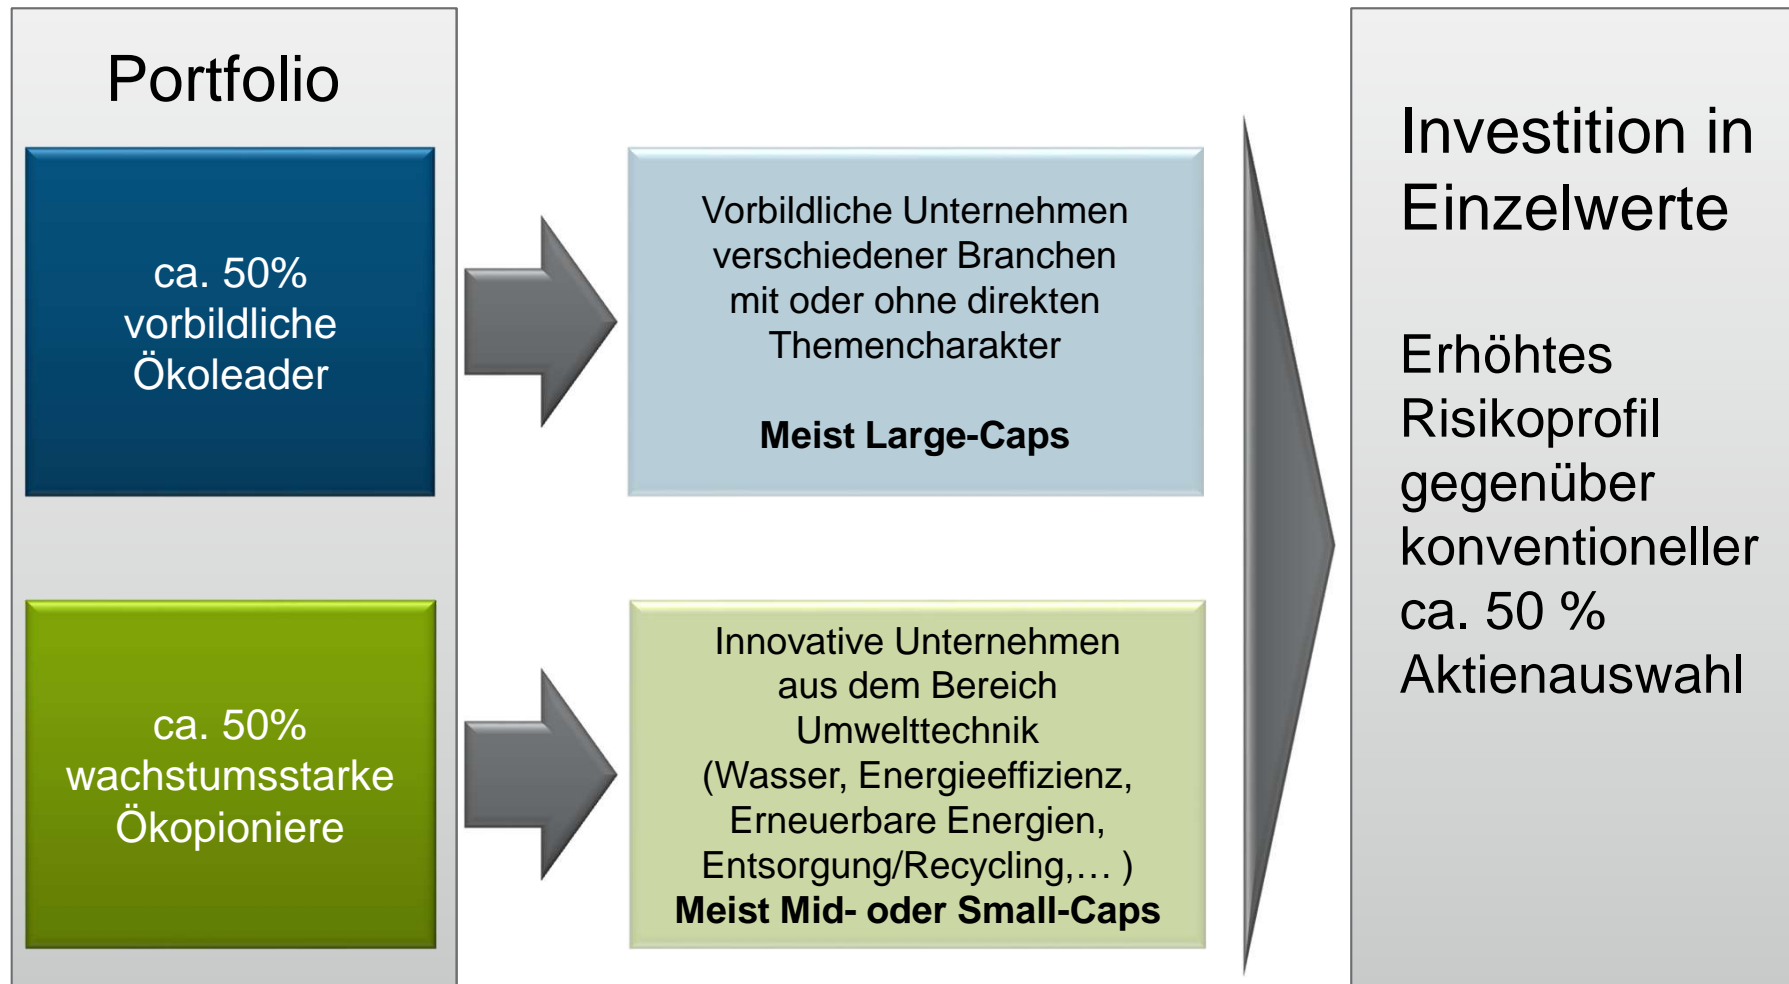 Portfolio
ca. 50%
vorbildliche
Ökoleader
Vorbildliche Unternehmen
verschiedener Branchen
mit oder ohne direkten
Themencharakter
Meist Large-Caps
ca. 50%
wachstumsstarke
Ökopioniere
Innovative Unternehmen
aus dem Bereich
Umwelttechnik
(Wasser, Energieeffizienz,
Erneuerbare Energien,
Entsorgung/Recycling,… )
Meist Mid- oder Small-Caps
Investition in
Einzelwerte
Erhöhtes
Risikoprofil
gegenüber
konventioneller
ca. 50 %
Aktienauswahl